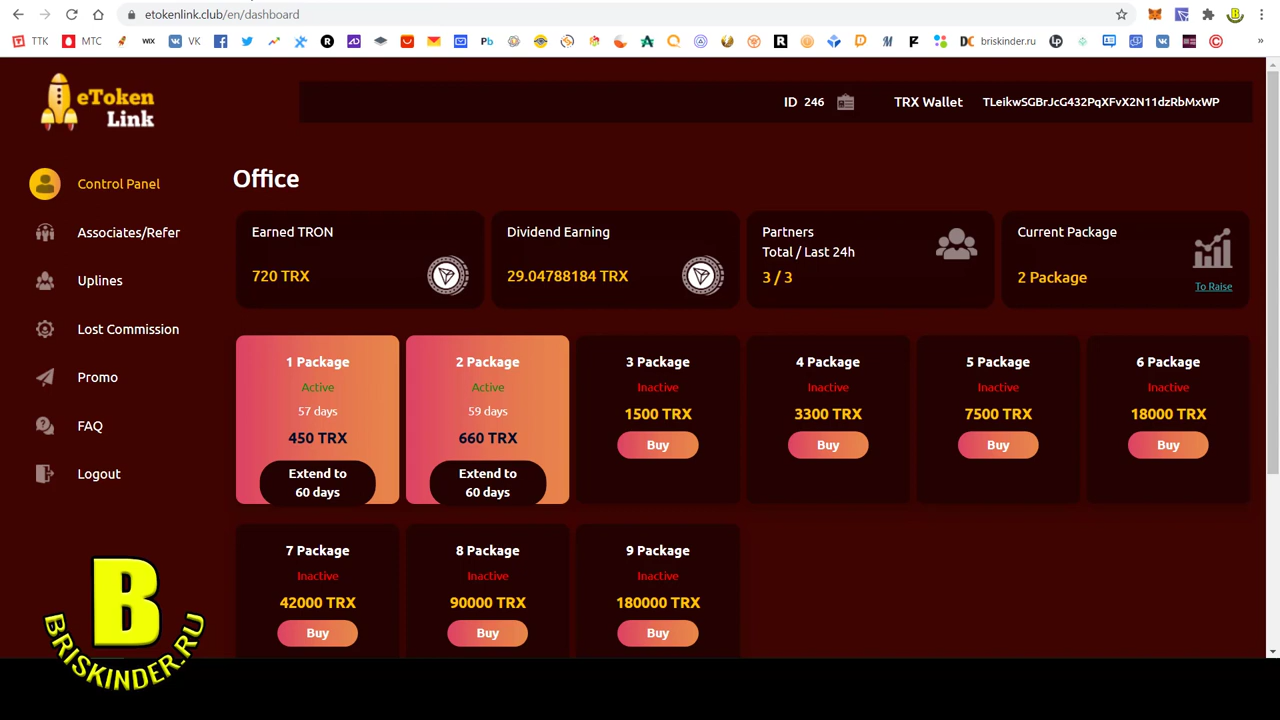 etokenlink.club/en/dashboard
TTK МТС WIX VK Pb DC briskinder.ru LP »
eToken
Link
ID 246 TRX Wallet TLeikwSGBrJcG432PqXFvX2N11dzRbMxWP
Control Panel
Associates/Refer
Uplines
Lost Commission
Promo
FAQ
Logout
Office
Earned TRON
720 TRX
Dividend Earning
29.04788184 TRX
Partners
Total / Last 24h
3 / 3
Current Package
2 Package
To Raise
1 Package
Active
57 days
450 TRX
Extend to
60 days
2 Package
Active
59 days
660 TRX
Extend to
60 days
3 Package
Inactive
1500 TRX
Buy
4 Package
Inactive
3300 TRX
Buy
5 Package
Inactive
7500 TRX
Buy
6 Package
Inactive
18000 TRX
Buy
7 Package
Inactive
42000 TRX
Buy
8 Package
Inactive
90000 TRX
Buy
9 Package
Inactive
180000 TRX
Buy
B
BRISKINDER.RU